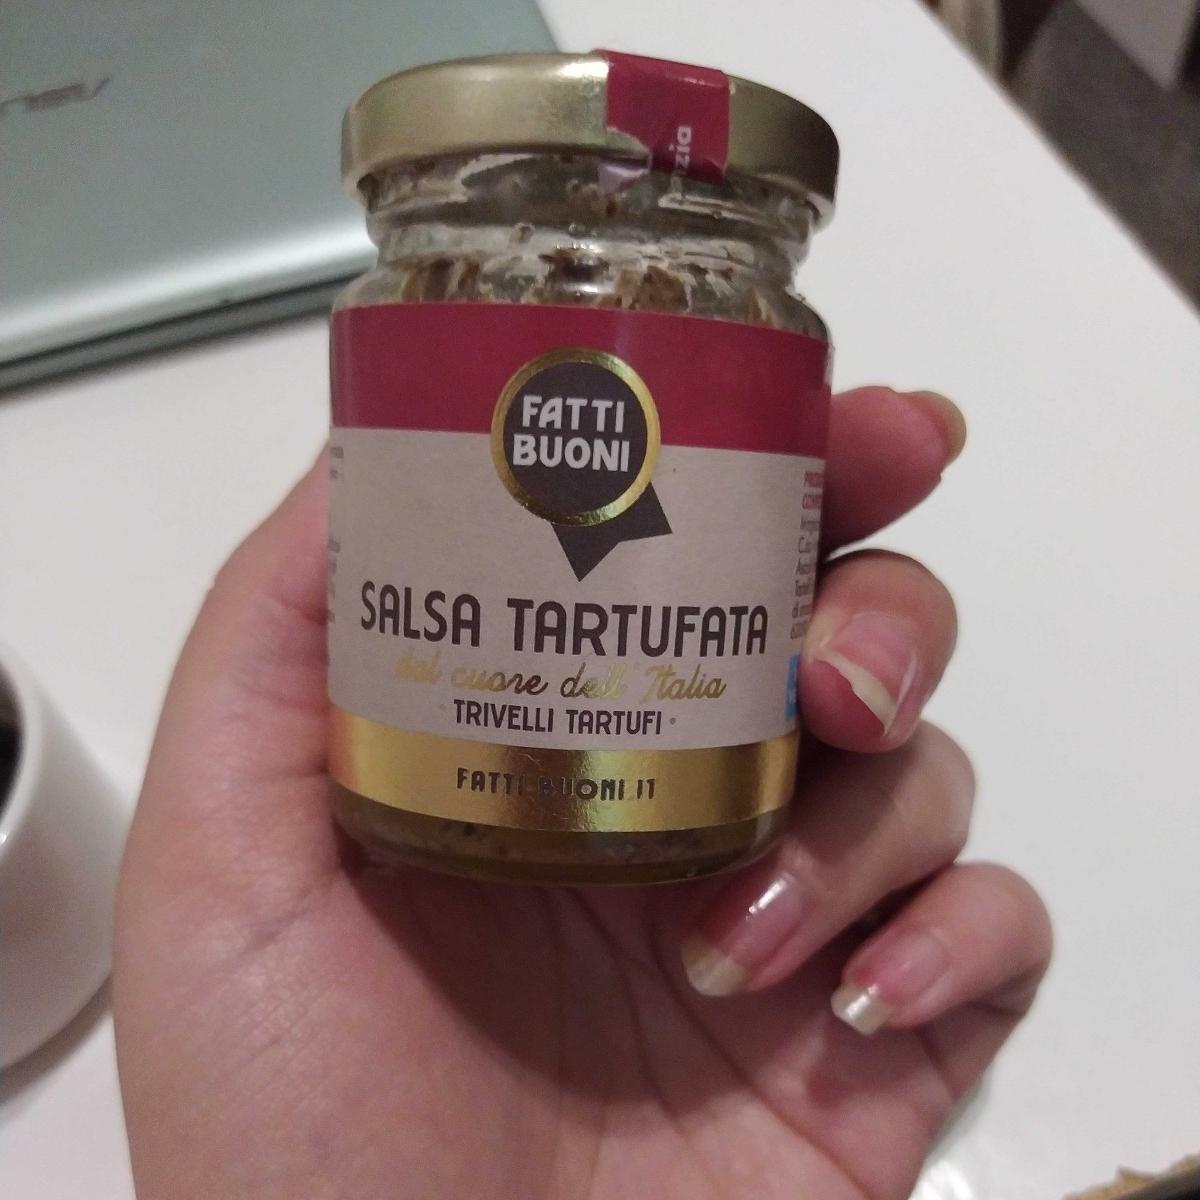 FATTI
BUONI
SALSA TARTUFATA
dal cuore dell'Italia
TRIVELLI TARTUFI
FATTI-BUONI.IT